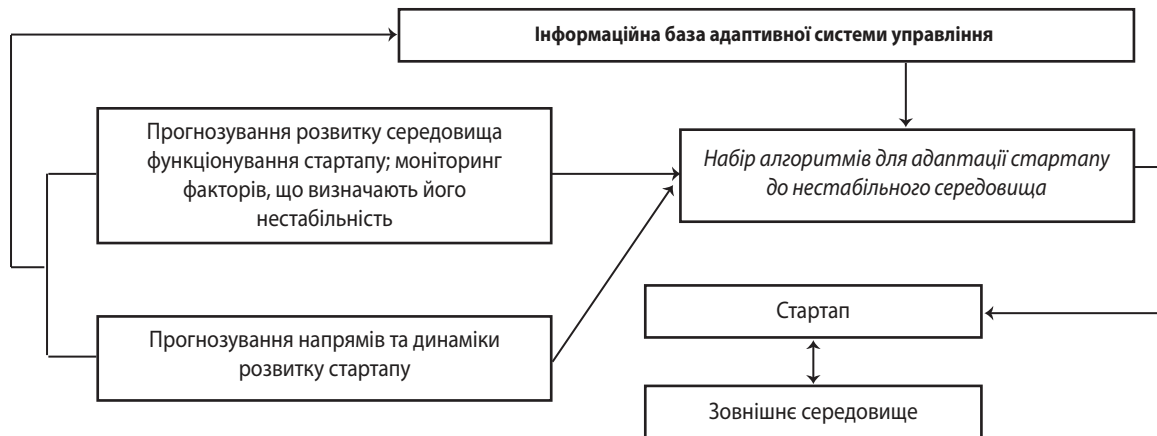 Інформаційна база адаптивної системи управління
Прогнозування розвитку середовища
функціонування стартапу; моніторинг
факторів, що визначають його
нестабільність
Набір алгоритмів для адаптації стартапу
до нестабільного середовища
Прогнозування напрямів та динаміки
розвитку стартапу
Стартап
Зовнішнє середовище